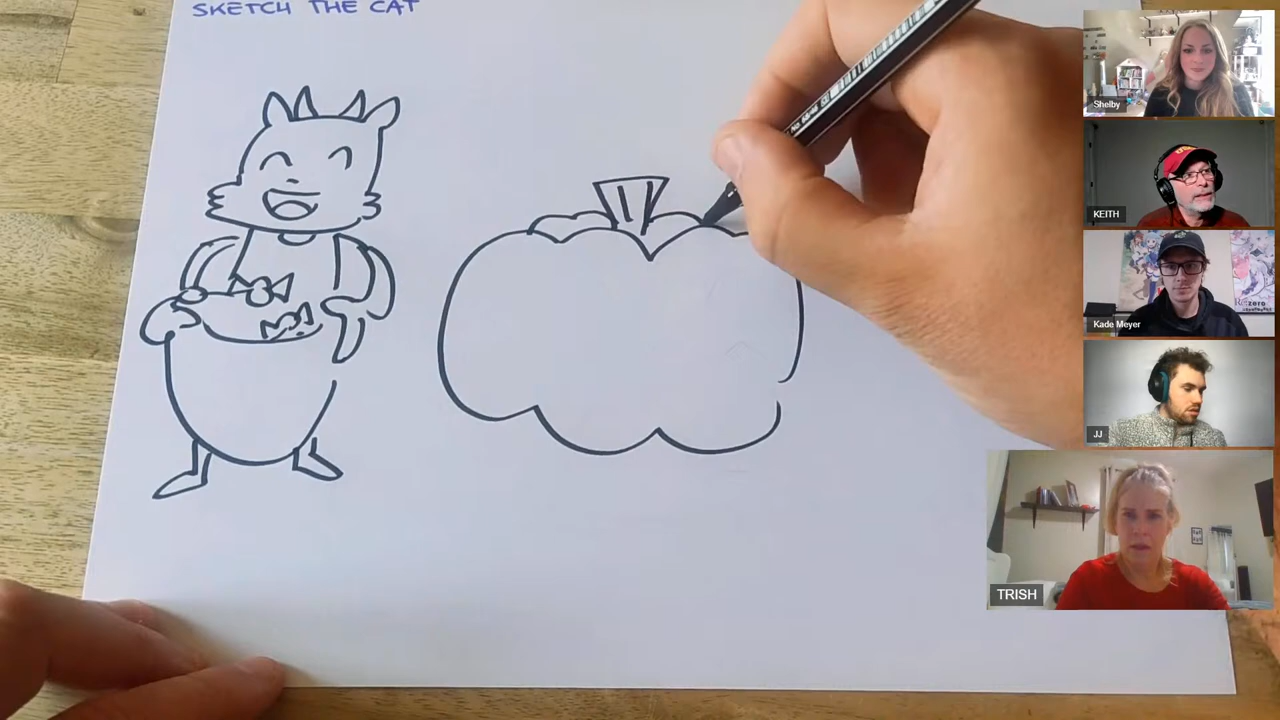 SKETCH THE CAT
Shelby
KEITH
Kade Meyer
JJ
TRISH